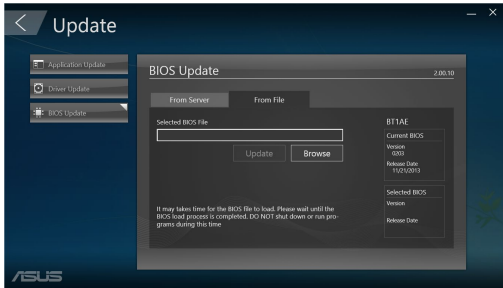 Update
Application Update
Driver Update
BIOS Update
BIOS Update
2.00.10
From Server
From File
Selected BIOS File
Update
Browse
It may takes time for the BIOS file to load. Please wait until the
BIOS load process is completed. DO NOT shut down or run pro-
grams during this time
BT1AE
Current BIOS
Version
0203
Release Date
11/21/2013
Selected BIOS
Version
Release Date
ASUS